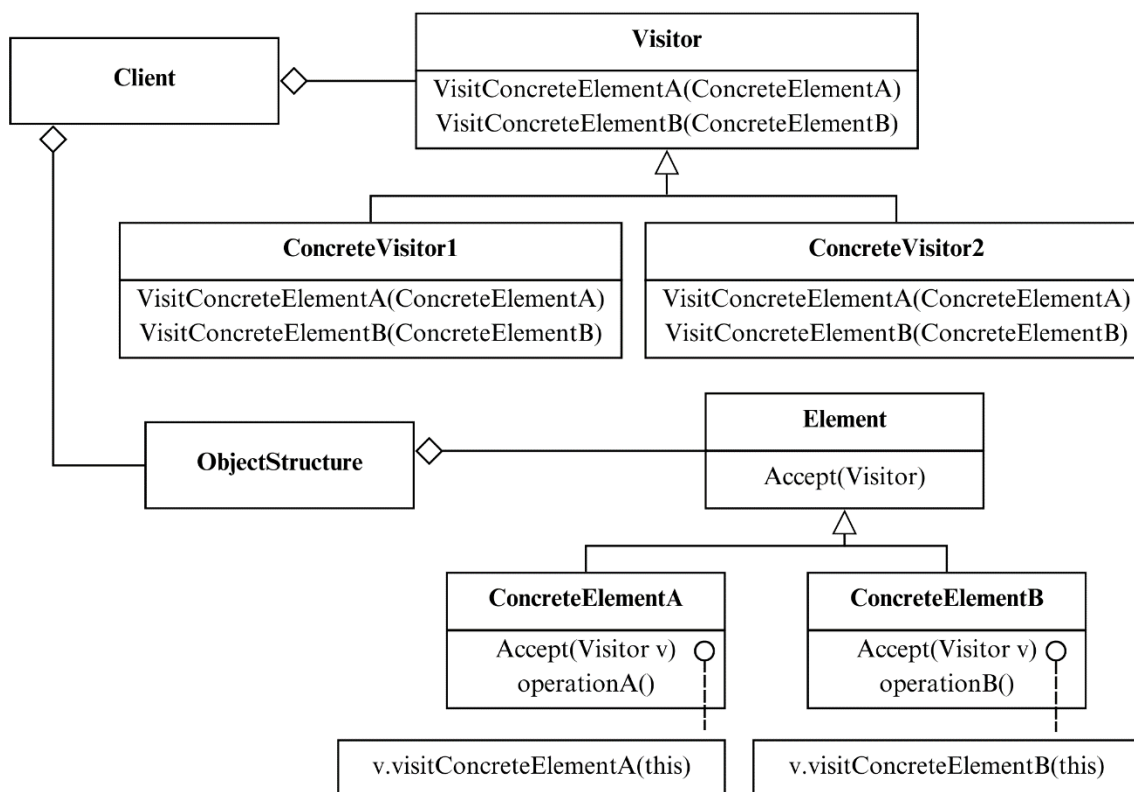 Client
Visitor
VisitConcreteElementA(ConcreteElementA)
VisitConcreteElementB(ConcreteElementB)
ConcreteVisitor1
VisitConcreteElementA(ConcreteElementA)
VisitConcreteElementB(ConcreteElementB)
ConcreteVisitor2
VisitConcreteElementA(ConcreteElementA)
VisitConcreteElementB(ConcreteElementB)
ObjectStructure
Element
Accept(Visitor)
ConcreteElementA
Accept(Visitor v)
operationA()
ConcreteElementB
Accept(Visitor v)
operationB()
v.visitConcreteElementA(this)
v.visitConcreteElementB(this)